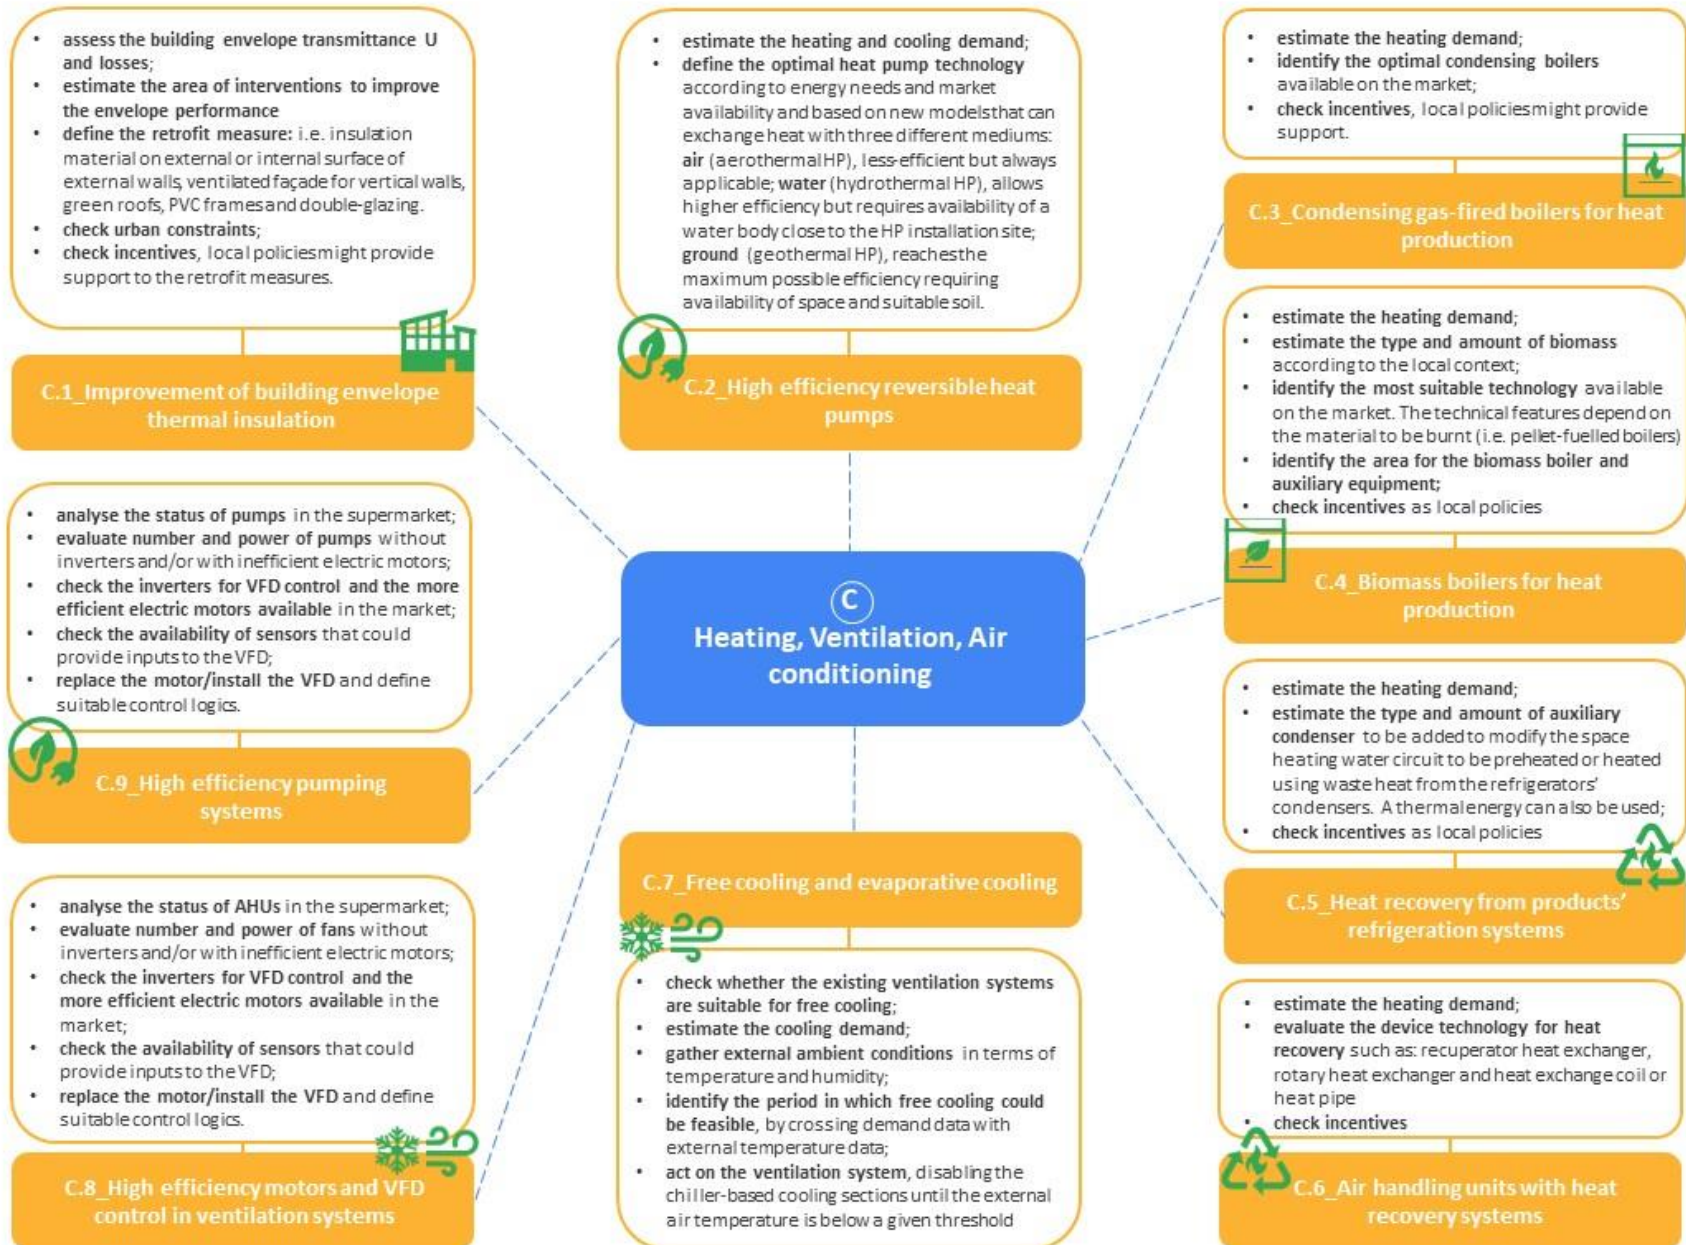 • assess the building envelope transmittance U
and losses;
• estimate the area of interventions to improve
the envelope performance
• define the retrofit measure: i.e. insulation
material on external or internal surface of
external walls, ventilated façade for vertical walls,
green roofs, PVC frames and double-glazing.
• check urban constraints;
• check incentives, local policies might provide
support to the retrofit measures.
C.1_Improvement of building envelope
thermal insulation
• estimate the heating and cooling demand;
• define the optimal heat pump technology
according to energy needs and market
availability and based on new models that can
exchange heat with three different mediums:
air (aerothermal HP), less-efficient but always
applicable; water (hydrothermal HP), allows
higher efficiency but requires availability of a
water body close to the HP installation site;
ground (geothermal HP), reaches the
maximum possible efficiency requiring
availability of space and suitable soil.
C.2_High efficiency reversible heat
pumps
• estimate the heating demand;
• identify the optimal condensing boilers
available on the market;
• check incentives, local policies might provide
support.
C.3_Condensing gas-fired boilers for heat
production
• estimate the heating demand;
• estimate the type and amount of biomass
according to the local context;
• identify the most suitable technology available
on the market. The technical features depend on
the material to be burnt (i.e. pellet-fuelled boilers)
• identify the area for the biomass boiler and
auxiliary equipment;
• check incentives as local policies
C.4_Biomass boilers for heat
production
• analyse the status of pumps in the supermarket;
• evaluate number and power of pumps without
inverters and/or with inefficient electric motors;
• check the inverters for VFD control and the more
efficient electric motors available in the market;
• check the availability of sensors that could
provide inputs to the VFD;
• replace the motor/install the VFD and define
suitable control logics.
C.9_High efficiency pumping
systems
C
Heating, Ventilation, Air
conditioning
• estimate the heating demand;
• estimate the type and amount of auxiliary
condenser to be added to modify the space
heating water circuit to be preheated or heated
using waste heat from the refrigerators'
condensers. A thermal energy can also be used;
• check incentives as local policies
C.5_Heat recovery from products'
refrigeration systems
• analyse the status of AHUs in the supermarket;
• evaluate number and power of fans without
inverters and/or with inefficient electric motors;
• check the inverters for VFD control and the
more efficient electric motors available in the
market;
• check the availability of sensors that could
provide inputs to the VFD;
• replace the motor/install the VFD and define
suitable control logics.
C.8_High efficiency motors and VFD
control in ventilation systems
C.7_Free cooling and evaporative cooling
• check whether the existing ventilation systems
are suitable for free cooling;
• estimate the cooling demand;
• gather external ambient conditions in terms of
temperature and humidity;
• identify the period in which free cooling could
be feasible, by crossing demand data with
external temperature data;
• act on the ventilation system, disabling the
chiller-based cooling sections until the external
air temperature is below a given threshold
• estimate the heating demand;
• evaluate the device technology for heat
recovery such as: recuperator heat exchanger,
rotary heat exchanger and heat exchange coil or
heat pipe
• check incentives
C.6_Air handling units with heat
recovery systems